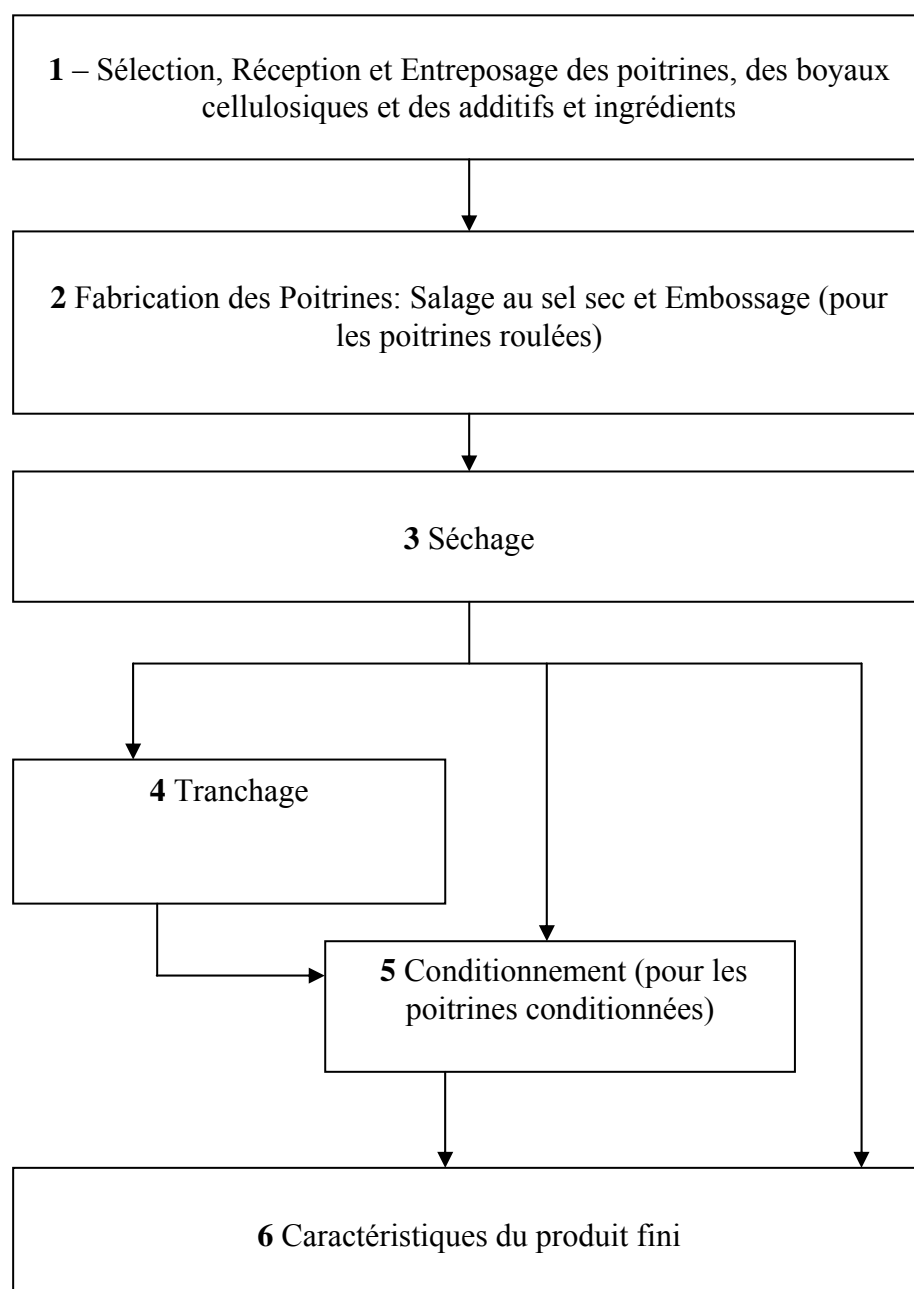 1 – Sélection, Réception et Entreposage des poitrines, des boyaux
cellulosiques et des additifs et ingrédients
2 Fabrication des Poitrines: Salage au sel sec et Embossage (pour
les poitrines roulées)
3 Séchage
4 Tranchage
5 Conditionnement (pour les
poitrines conditionnées)
6 Caractéristiques du produit fini